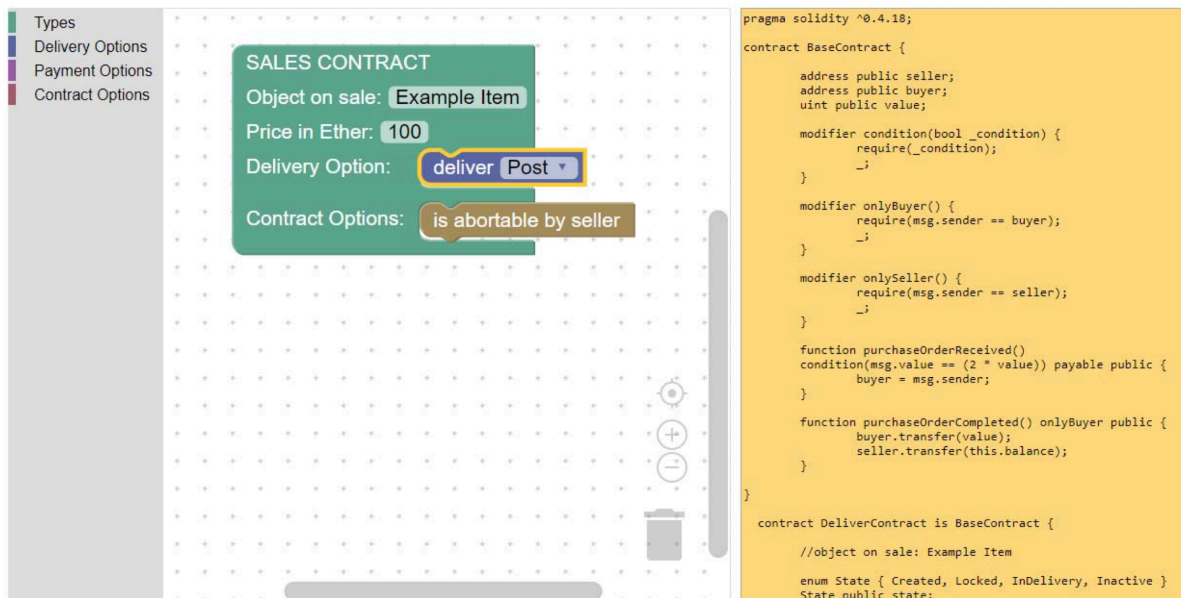 Types
Delivery Options
Payment Options
Contract Options
SALES CONTRACT
Object on sale: Example Item
Price in Ether: 100
Delivery Option: deliver Post
Contract Options: is abortable by seller
pragma solidity ^0.4.18;
contract BaseContract {
address public seller;
address public buyer;
uint public value;
modifier condition(bool _condition) {
require(_condition);
_;
}
modifier onlyBuyer() {
require(msg.sender == buyer);
_;
}
modifier onlySeller() {
require(msg.sender == seller);
_;
}
function purchaseOrderReceived()
condition(msg.value == (2 * value)) payable public {
buyer = msg.sender;
}
function purchaseOrderCompleted() onlyBuyer public {
buyer.transfer(value);
seller.transfer(this.balance);
}
}
contract DeliverContract is BaseContract {
//object on sale: Example Item
enum State { Created, Locked, InDelivery, Inactive }
State public state;